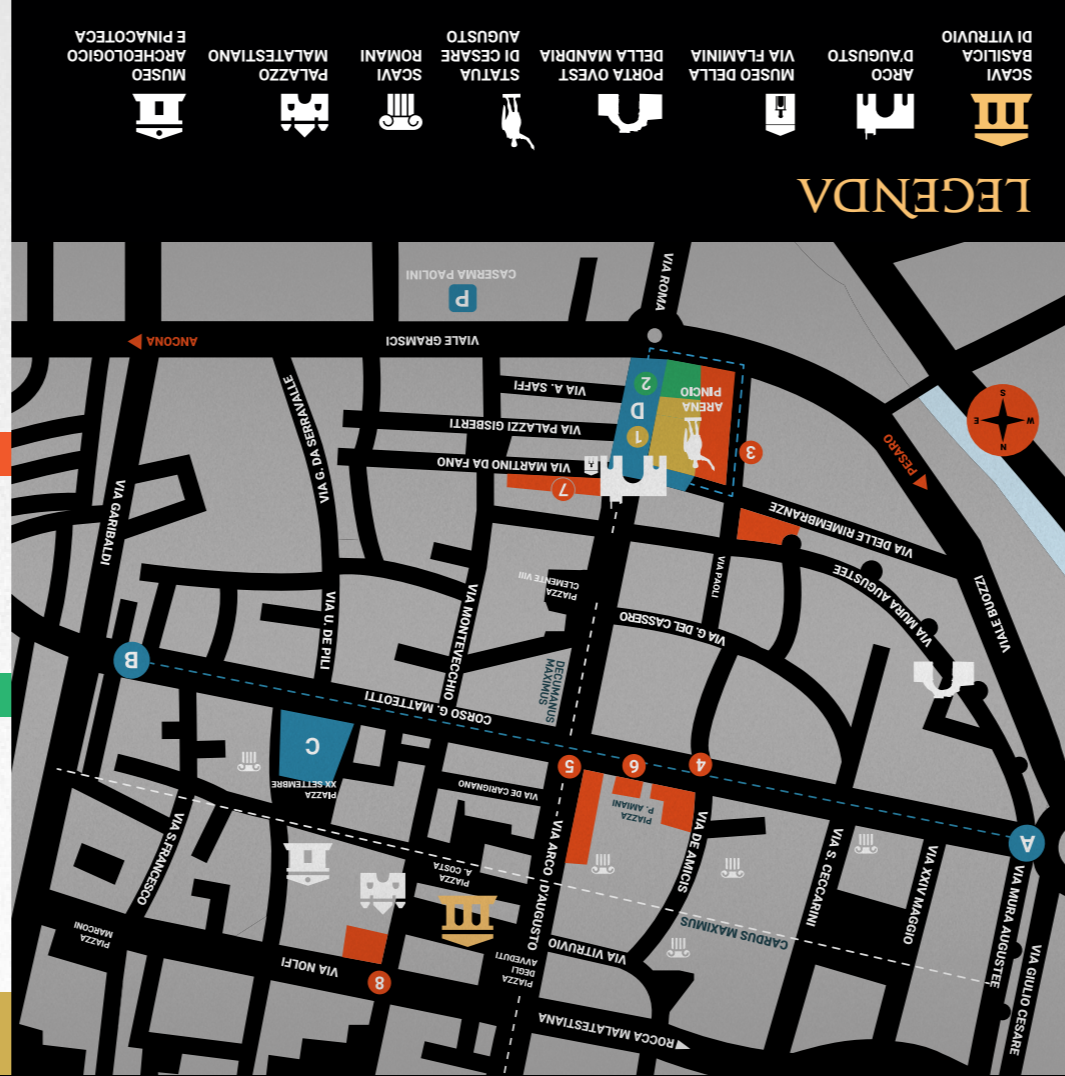 ROCCA MALATESTIANA
VIA GIULIO CESARE
VIA MURA AUGUSTEE
PIAZZA
DEGLI
AVVEDUTI
VIA VITRUVIO
8
VIA NOLFI
PIAZZA
MARCONI
CARDUS MAXIMUS
VIA XXIV MAGGIO
VIA S. CECCARINI
VIA DE AMICIS
VIA ARCO D'AUGUSTO
PIAZZA
A. COSTA
VIA S.FRANCESCO
A
PIAZZA
P. AMIANI
VIA DE CARIGNANO
PIAZZA
XX SETTEMBRE
4
6
5
C
CORSO G. MATTEOTTI
DECUMANUS
MAXIMUS
B
VIA G. DEL CASSERO
VIA MONTEVECCHIO
VIA U. DE PILI
VIALE BUOZZI
VIA MURA AUGUSTEE
VIA PAOLI
PIAZZA
CLEMENTE VIII
VIA DELLE RIMEMBRANZE
VIA GARIBALDI
7
VIA MARTINO DA FANO
PESARO
3
1
VIA PALAZZI GISBERTI
VIA G. DA SERRAVALLE
N
W
E
S
ARENA
PINCIO
D
2
VIA A. SAFFI
VIALE GRAMSCI
ANCONA
VIA ROMA
P
CASERMA PAOLINI
LEGENDA
SCAVI
BASILICA
DI VITRUVIO
ARCO
D'AUGUSTO
MUSEO DELLA
VIA FLAMINIA
PORTA OVEST
DELLA MANDRIA
STATUA
DI CESARE
AUGUSTO
SCAVI
ROMANI
PALAZZO
MALATESTIANO
MUSEO
ARCHEOLOGICO
E PINACOTECA